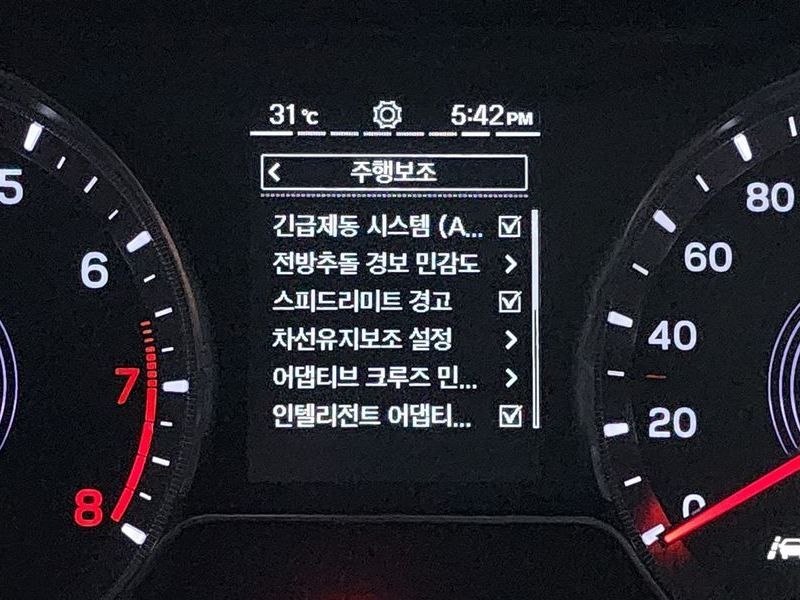 31℃ 5:42PM
주행보조
긴급제동 시스템 (A...
전방추돌 경보 민감도
스피드리미트 경고
차선유지보조 설정
어댑티브 크루즈 민...
인텔리전트 어댑티...
5
6
7
8
80
60
40
20
0